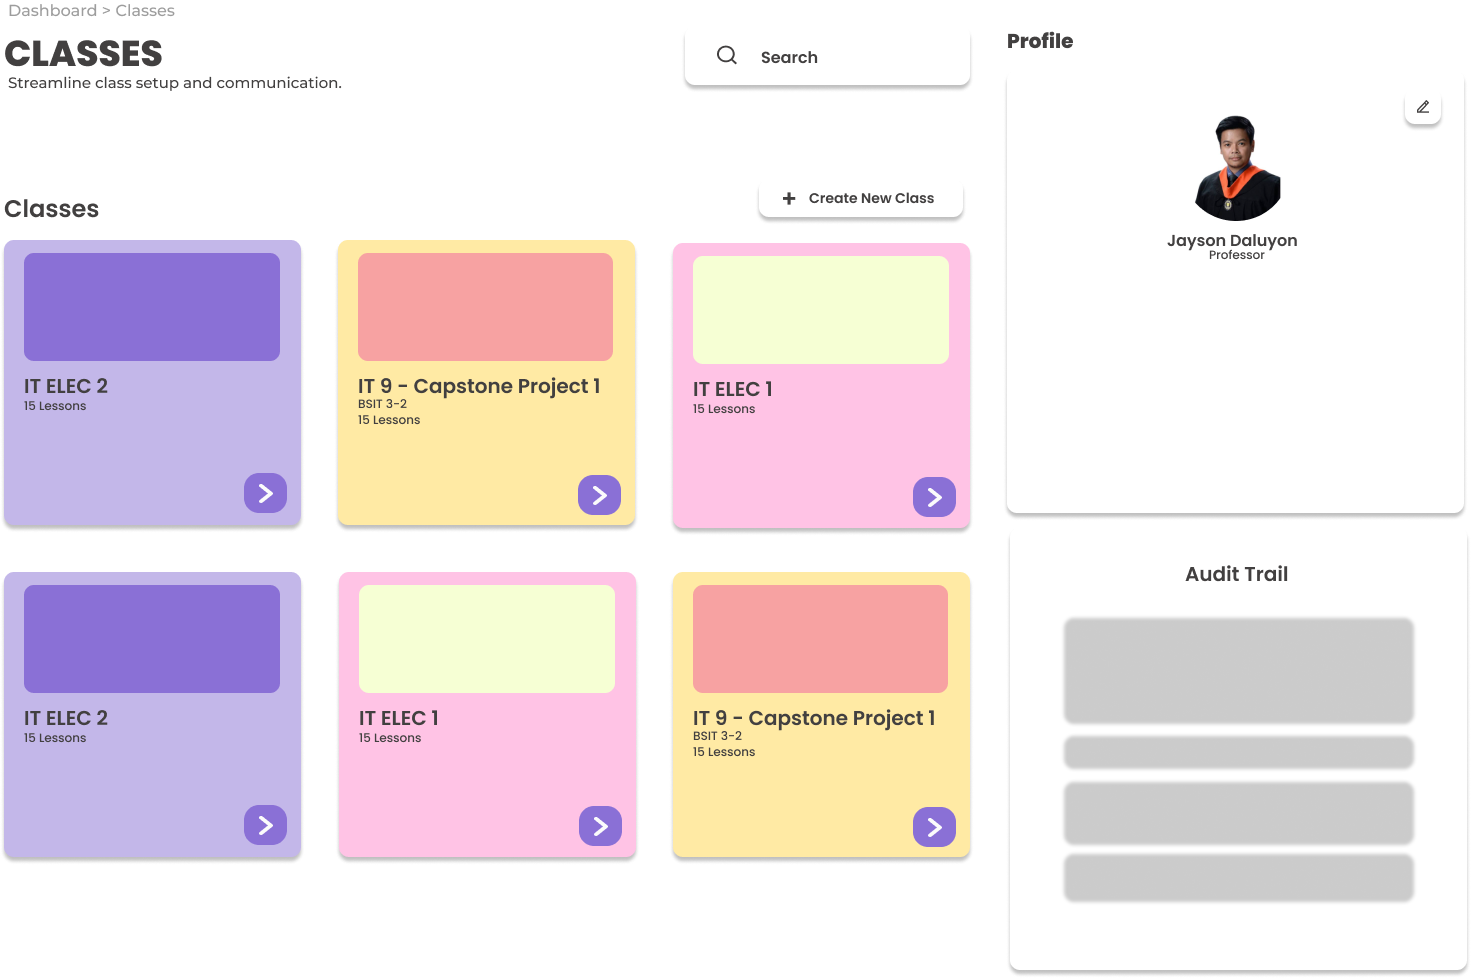 Dashboard > Classes
CLASSES
Streamline class setup and communication.
Search
Profile
Jayson Daluyon
Professor
Classes
+ Create New Class
IT ELEC 2
15 Lessons
IT 9 - Capstone Project 1
BSIT 3-2
15 Lessons
IT ELEC 1
15 Lessons
IT ELEC 2
15 Lessons
IT ELEC 1
15 Lessons
IT 9 - Capstone Project 1
BSIT 3-2
15 Lessons
Audit Trail